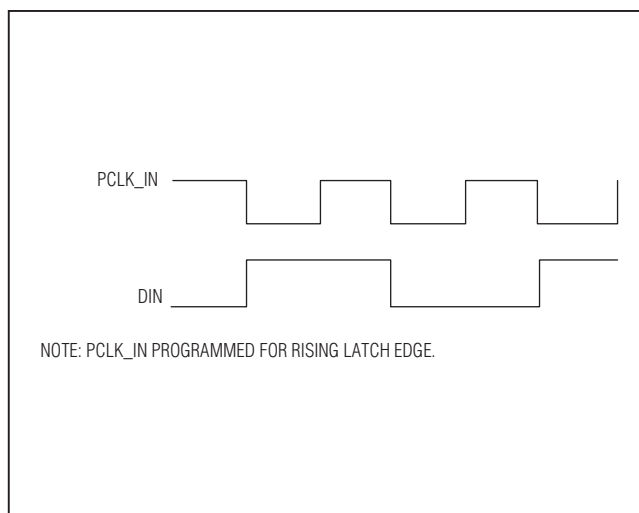 PCLK_IN
DIN
NOTE: PCLK_IN PROGRAMMED FOR RISING LATCH EDGE.